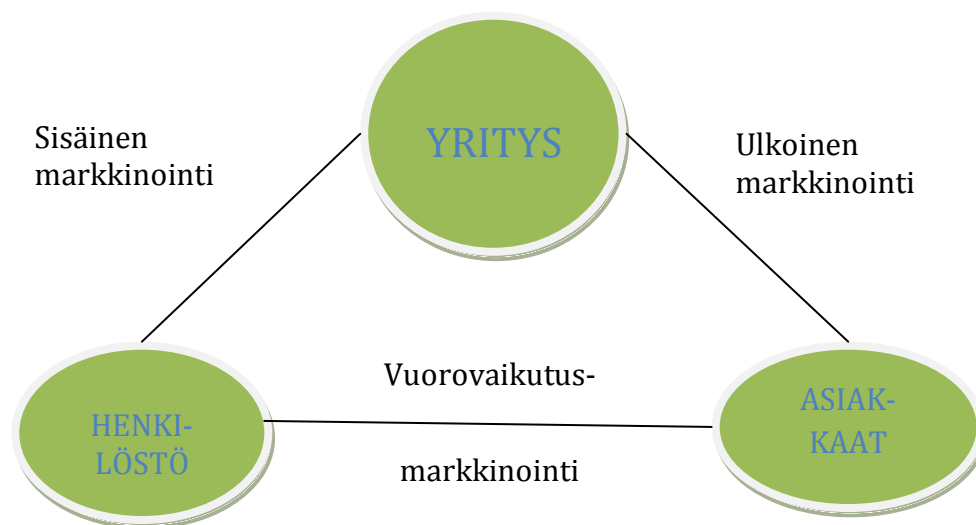 YRITYS
Sisäinen
markkinointi
Ulkoinen
markkinointi
Vuorovaikutus-
markkinointi
HENKI-
LÖSTÖ
ASIAK-
KAAT